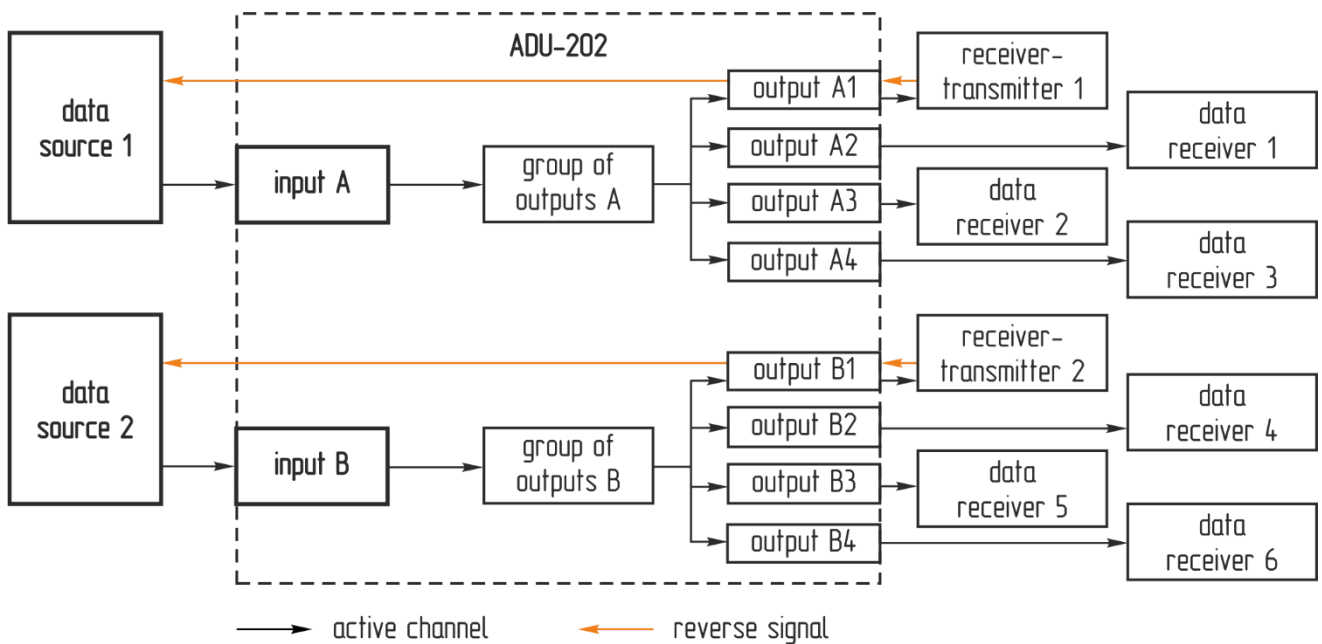 ADU-202
data
source 1
input A
group of
outputs A
output A1
output A2
output A3
output A4
receiver-
transmitter 1
data
receiver 1
data
receiver 2
data
receiver 3
data
source 2
input B
group of
outputs B
output B1
output B2
output B3
output B4
receiver-
transmitter 2
data
receiver 4
data
receiver 5
data
receiver 6
active channel
reverse signal